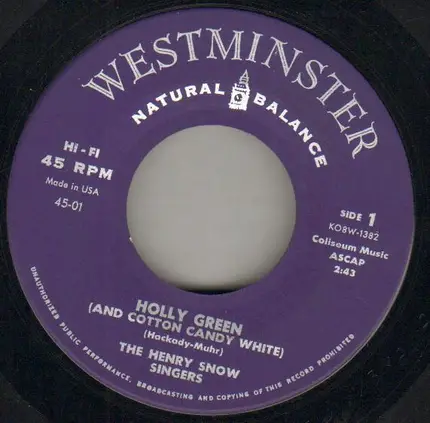 WESTMINSTER
NATURAL BALANCE
Hi-Fi
45 RPM
Made in USA
45-01
SIDE 1
KO8W-1382
Coliseum Music
ASCAP
2:43
HOLLY GREEN
(AND COTTON CANDY WHITE)
(Hackady-Muhr)
THE HENRY SNOW
SINGERS
UNAUTHORIZED PUBLIC PERFORMANCE, BROADCASTING AND COPYING OF THIS RECORD PROHIBITED